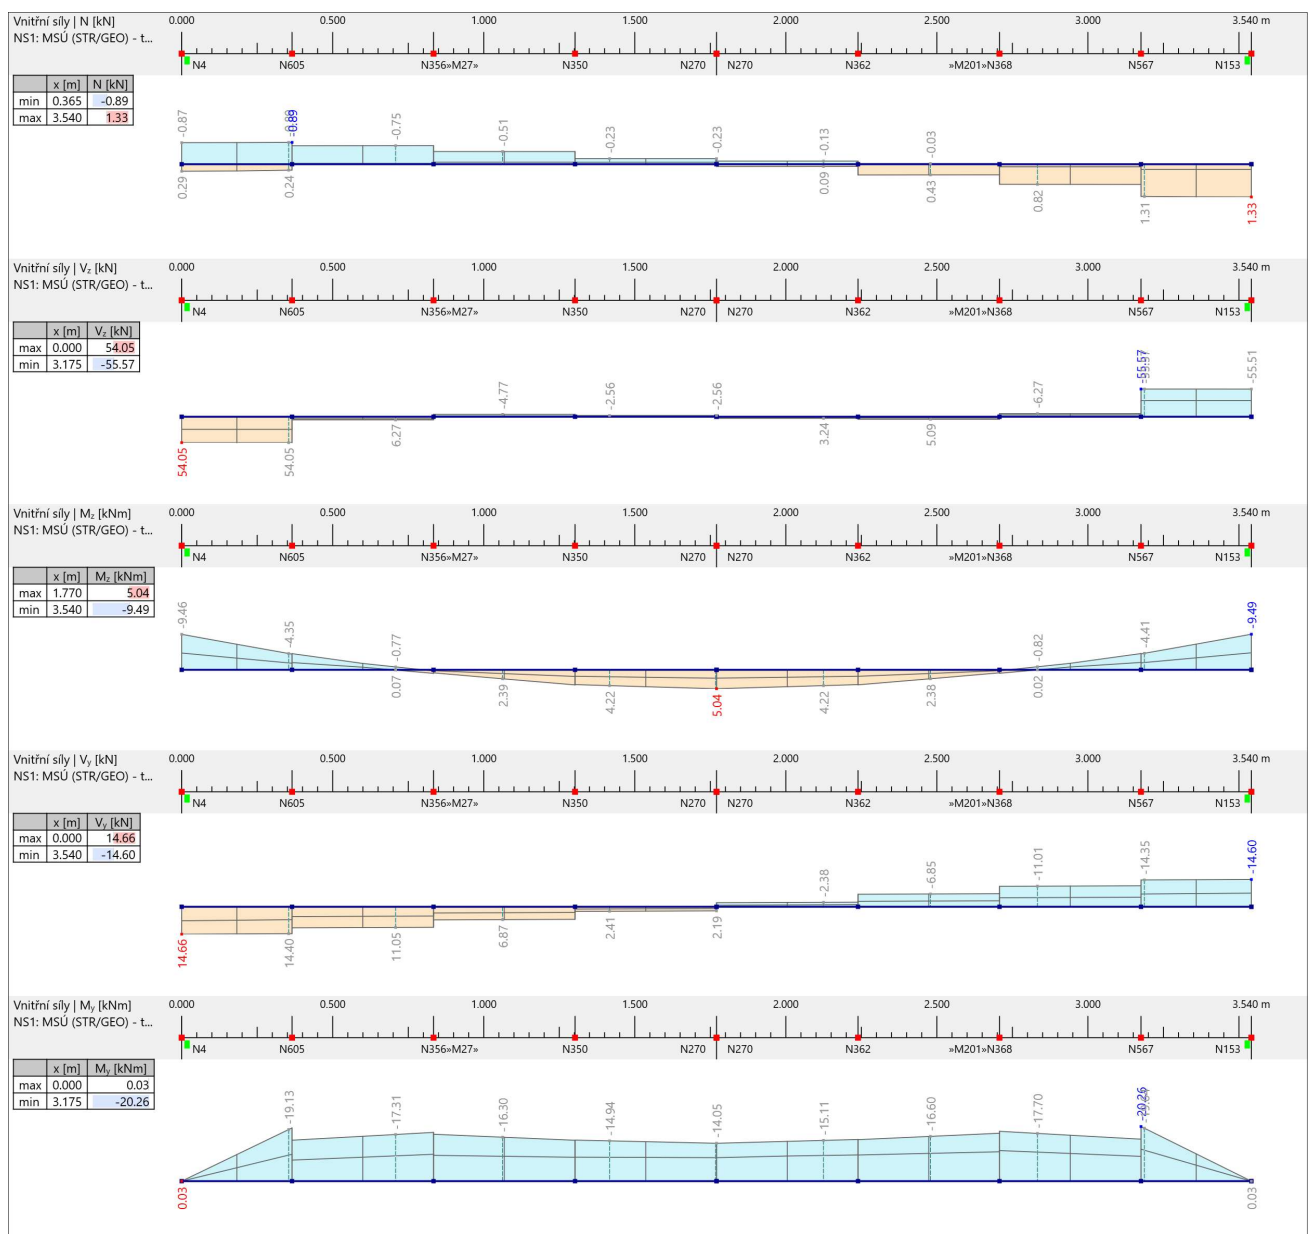 Vnitřní síly | N [kN]
NS1: MSÚ (STR/GEO) - t...
0.000 0.500 1.000 1.500 2.000 2.500 3.000 3.540 m
N4 N605 N356»M27» N350 N270 N270 N362 »M201»N368 N567 N153
x [m] N [kN]
min 0.365 -0.89
max 3.540 1.33
-0.87 -0.89 -0.75 -0.51 -0.23 -0.23 -0.13 -0.03
0.29 0.24 0.09 0.43 0.82 1.31 1.33
Vnitřní síly | Vz [kN]
NS1: MSÚ (STR/GEO) - t...
0.000 0.500 1.000 1.500 2.000 2.500 3.000 3.540 m
N4 N605 N356»M27» N350 N270 N270 N362 »M201»N368 N567 N153
x [m] Vz [kN]
max 0.000 54.05
min 3.175 -55.57
-4.77 -2.56 -2.56 -6.27 -55.57 -55.51
54.05 54.05 6.27 3.24 5.09
Vnitřní síly | Mz [kNm]
NS1: MSÚ (STR/GEO) - t...
0.000 0.500 1.000 1.500 2.000 2.500 3.000 3.540 m
N4 N605 N356»M27» N350 N270 N270 N362 »M201»N368 N567 N153
x [m] Mz [kNm]
max 1.770 5.04
min 3.540 -9.49
-9.46 -4.35 -0.77 -0.82 -4.41 -9.49
0.07 2.39 4.22 5.04 4.22 2.38 0.02
Vnitřní síly | Vy [kN]
NS1: MSÚ (STR/GEO) - t...
0.000 0.500 1.000 1.500 2.000 2.500 3.000 3.540 m
N4 N605 N356»M27» N350 N270 N270 N362 »M201»N368 N567 N153
x [m] Vy [kN]
max 0.000 14.66
min 3.540 -14.60
-2.38 -6.85 -11.01 -14.35 -14.60
14.66 14.40 11.05 6.87 2.41 2.19
Vnitřní síly | My [kNm]
NS1: MSÚ (STR/GEO) - t...
0.000 0.500 1.000 1.500 2.000 2.500 3.000 3.540 m
N4 N605 N356»M27» N350 N270 N270 N362 »M201»N368 N567 N153
x [m] My [kNm]
max 0.000 0.03
min 3.175 -20.26
-19.13 -17.31 -16.30 -14.94 -14.05 -15.11 -16.60 -17.70 -20.26
0.03 0.03